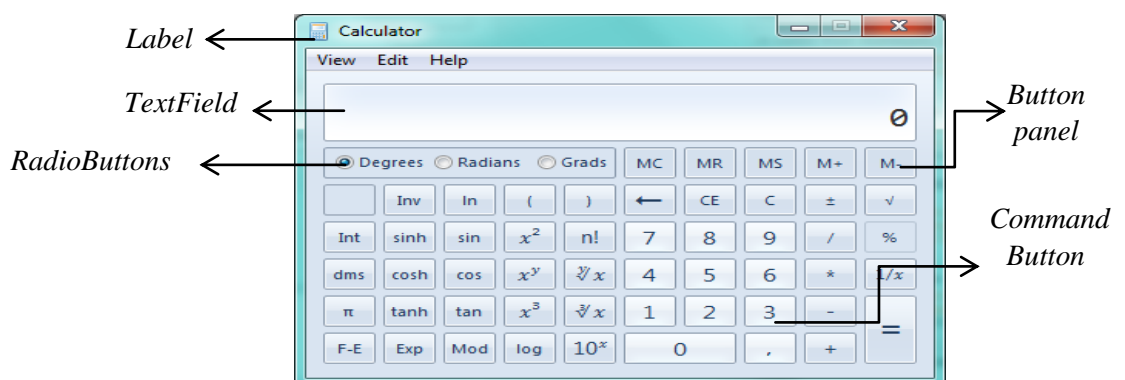 Label
Calculator
View Edit Help
TextField
0
Button
panel
RadioButtons
Degrees Radians Grads MC MR MS M+ M-
Inv In ( ) ← CE C ± √
Command
Button
Int sinh sin x² n! 7 8 9 / %
dms cosh cos xʸ ʸ√x 4 5 6 * 1/x
π tanh tan x³ ³√x 1 2 3 - =
F-E Exp Mod log 10ˣ 0 , +